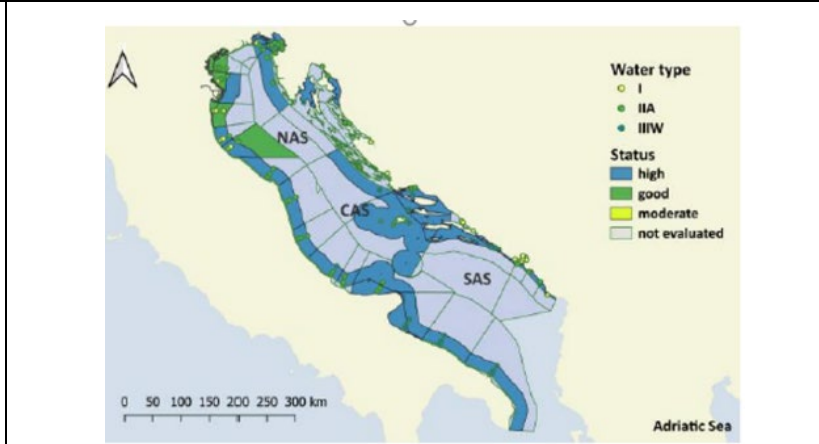 Water type
I
IIA
IIIW
Status
high
good
moderate
not evaluated
NAS
CAS
SAS
0 50 100 150 200 250 300 km
Adriatic Sea